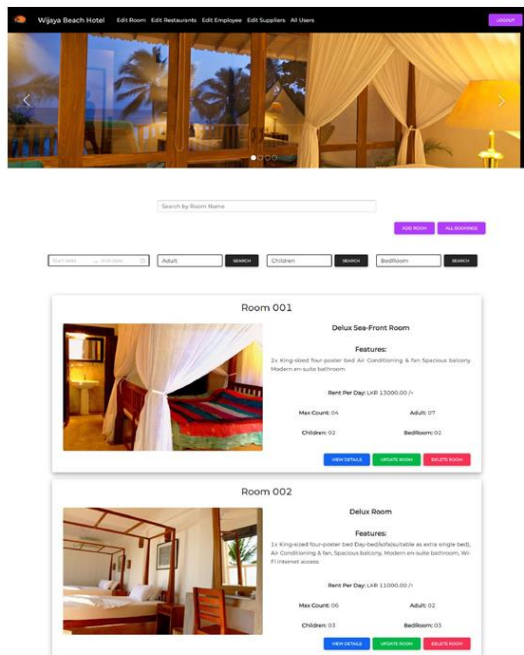 Wijaya Beach Hotel Edit Room Edit Restaurants Edit Employee Edit Suppliers All Users LOGOUT
Search by Room Name
ADD ROOM ALL BOOKINGS
Start date End date Adult SEARCH Children SEARCH BedRoom SEARCH
Room 001
Delux Sea-Front Room
Features:
2x King-sized four-poster bed Air Conditioning & fan Spacious balcony
Modern en-suite bathroom
Rent Per Day: LKR 13000.00 /=
Max Count: 04 Adult: 07
Children: 02 BedRoom: 02
VIEW DETAILS UPDATE ROOM DELETE ROOM
Room 002
Delux Room
Features:
1x King-sized four-poster bed Day-bed/sofa(suitable as extra single bed),
Air Conditioning & fan, Spacious balcony. Modern en-suite bathroom, Wi-
Fi internet access
Rent Per Day: LKR 11000.00 /=
Max Count: 06 Adult: 02
Children: 03 BedRoom: 03
VIEW DETAILS UPDATE ROOM DELETE ROOM